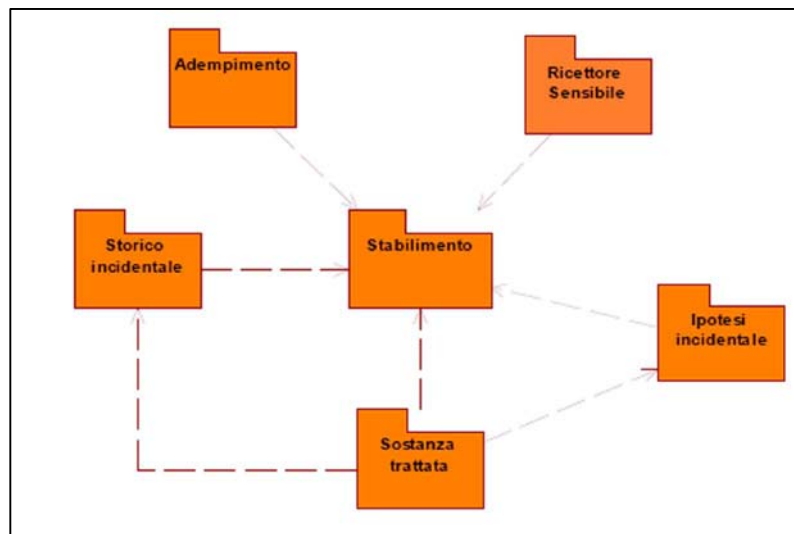 Adempimento
Ricettore
Sensibile
Storico
incidentale
Stabilimento
Ipotesi
incidentale
Sostanza
trattata